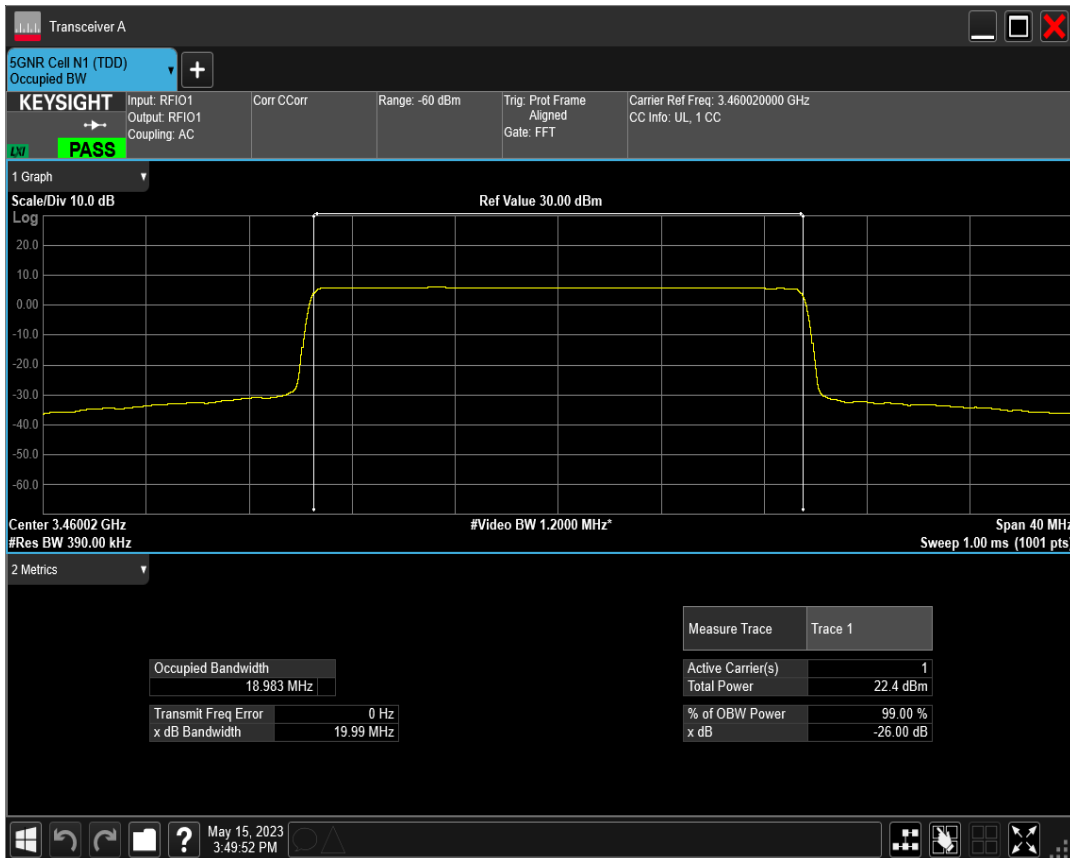 Transceiver A
5GNR Cell N1 (TDD)
Occupied BW
+
KEYSIGHT
LXI
PASS
Input: RFIO1
Output: RFIO1
Coupling: AC
Corr CCorr
Range: -60 dBm
Trig: Prot Frame
Aligned
Gate: FFT
Carrier Ref Freq: 3.460020000 GHz
CC Info: UL, 1 CC
1 Graph
Scale/Div 10.0 dB
Ref Value 30.00 dBm
Log
20.0
10.0
0.00
-10.0
-20.0
-30.0
-40.0
-50.0
-60.0
Center 3.46002 GHz
#Video BW 1.2000 MHz*
Span 40 MHz
#Res BW 390.00 kHz
Sweep 1.00 ms (1001 pts)
2 Metrics
Measure Trace Trace 1
Occupied Bandwidth
18.983 MHz
Active Carrier(s) 1
Total Power 22.4 dBm
Transmit Freq Error 0 Hz
x dB Bandwidth 19.99 MHz
% of OBW Power 99.00 %
x dB -26.00 dB
?
May 15, 2023
3:49:52 PM